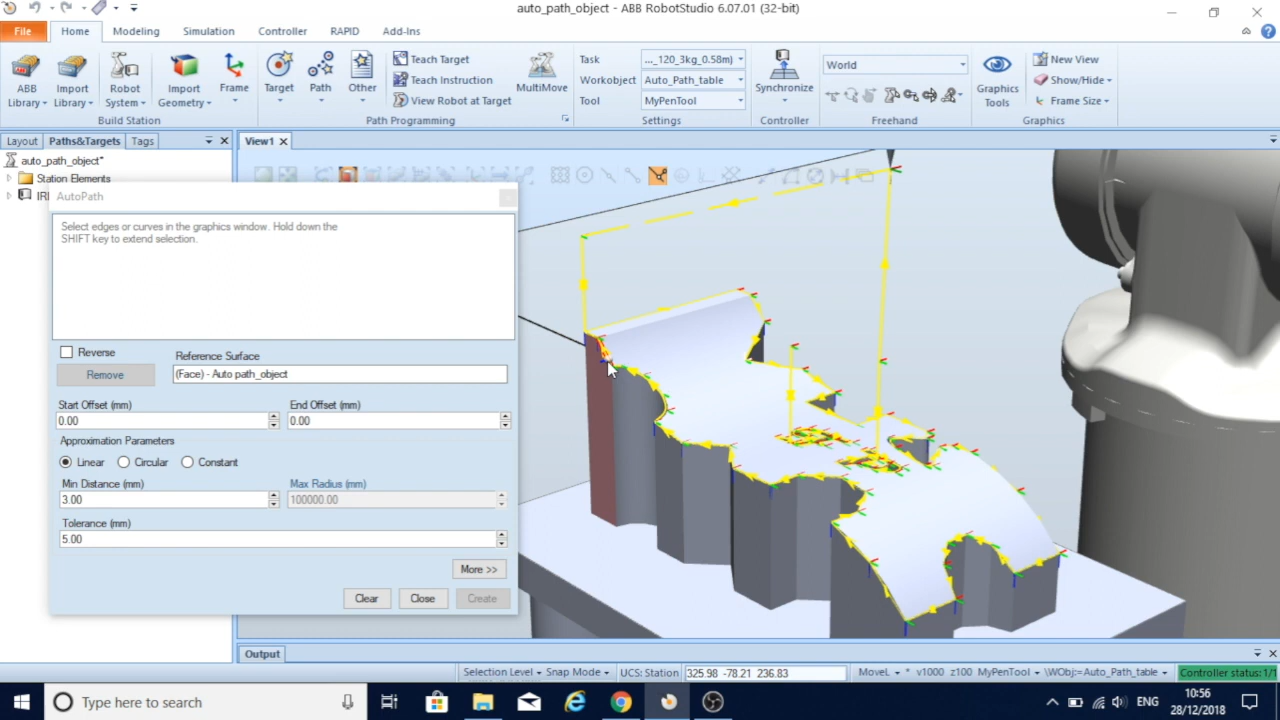 auto_path_object - ABB RobotStudio 6.07.01 (32-bit)
File Home Modeling Simulation Controller RAPID Add-Ins
ABB Library
Import Library
Robot System
Import Geometry
Frame
Build Station
Target
Path
Other
Teach Target
Teach Instruction
View Robot at Target
MultiMove
Path Programming
Task ..._120_3kg_0.58m)
Workobject Auto_Path_table
Tool MyPenTool
Settings
Synchronize
Controller
World
Freehand
Graphics Tools
New View
Show/Hide
Frame Size
Graphics
Layout Paths&Targets Tags
View1
auto_path_object*
Station Elements
IR
AutoPath
Select edges or curves in the graphics window. Hold down the
SHIFT key to extend selection.
Reverse
Remove
Reference Surface
(Face) - Auto path_object
Start Offset (mm) End Offset (mm)
0.00 0.00
Approximation Parameters
Linear Circular Constant
Min Distance (mm) Max Radius (mm)
3.00 100000.00
Tolerance (mm)
5.00
More >>
Clear Close Create
Output
Selection Level Snap Mode UCS: Station 325.98 -78.21 236.83 MoveL * v1000 z100 MyPenTool \WObj:=Auto_Path_table Controller status: 1/1
Type here to search
ENG
10:56
28/12/2018